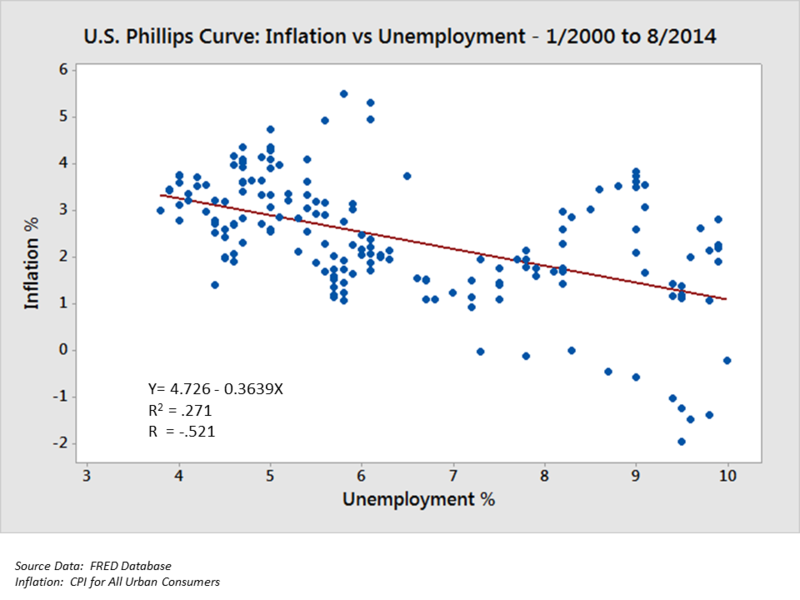 U.S. Phillips Curve: Inflation vs Unemployment - 1/2000 to 8/2014
6
5
4
3
2
1
0
-1
-2
Inflation %
Y= 4.726 - 0.3639X
R² = .271
R = -.521
3 4 5 6 7 8 9 10
Unemployment %
Source Data: FRED Database
Inflation: CPI for All Urban Consumers